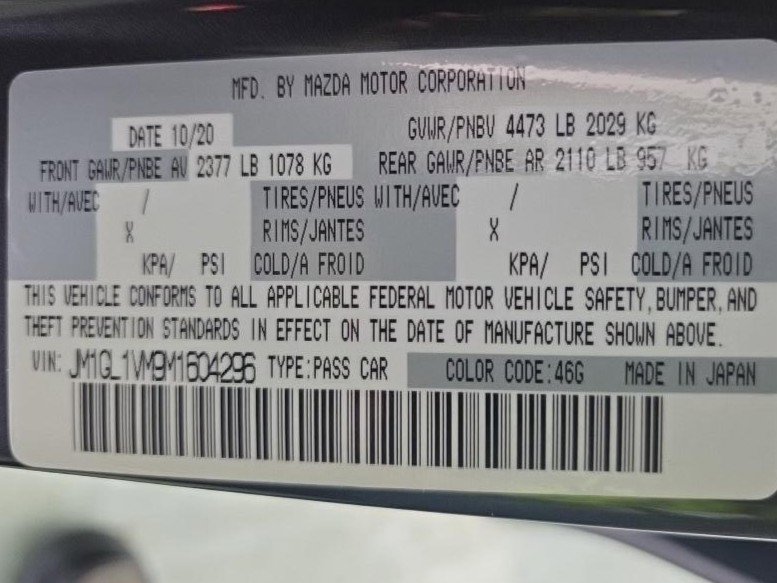 MFD. BY MAZDA MOTOR CORPORATION
DATE 10/20 GVWR/PNBV 4473 LB 2029 KG
FRONT GAWR/PNBE AV 2377 LB 1078 KG REAR GAWR/PNBE AR 2110 LB 957 KG
WITH/AVEC / TIRES/PNEUS WITH/AVEC / TIRES/PNEUS
X RIMS/JANTES X RIMS/JANTES
KPA/ PSI COLD/A FROID KPA/ PSI COLD/A FROID
THIS VEHICLE CONFORMS TO ALL APPLICABLE FEDERAL MOTOR VEHICLE SAFETY, BUMPER, AND
THEFT PREVENTION STANDARDS IN EFFECT ON THE DATE OF MANUFACTURE SHOWN ABOVE.
VIN: JM1GL1VM9M1604296 TYPE:PASS CAR COLOR CODE:46G MADE IN JAPAN